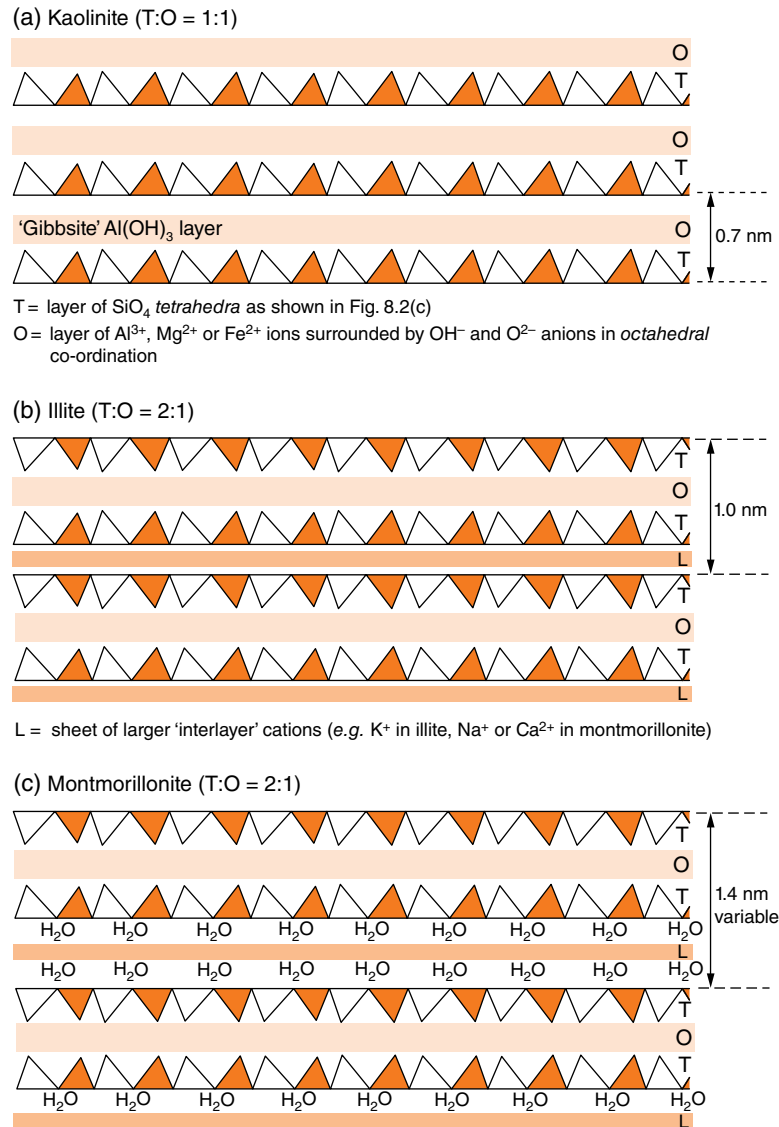 (a) Kaolinite (T:O = 1:1)
O
T
O
T
'Gibbsite' Al(OH)₃ layer
O
T
0.7 nm
T = layer of SiO₄ tetrahedra as shown in Fig. 8.2(c)
O = layer of Al³⁺, Mg²⁺ or Fe²⁺ ions surrounded by OH⁻ and O²⁻ anions in octahedral
co-ordination
(b) Illite (T:O = 2:1)
T
O
T
L
1.0 nm
T
O
T
L
L = sheet of larger 'interlayer' cations (e.g. K⁺ in illite, Na⁺ or Ca²⁺ in montmorillonite)
(c) Montmorillonite (T:O = 2:1)
T
O
T
1.4 nm
variable
H₂O H₂O H₂O H₂O H₂O H₂O H₂O H₂O H₂O
L
H₂O H₂O H₂O H₂O H₂O H₂O H₂O H₂O H₂O
T
O
T
H₂O H₂O H₂O H₂O H₂O H₂O H₂O H₂O H₂O
L